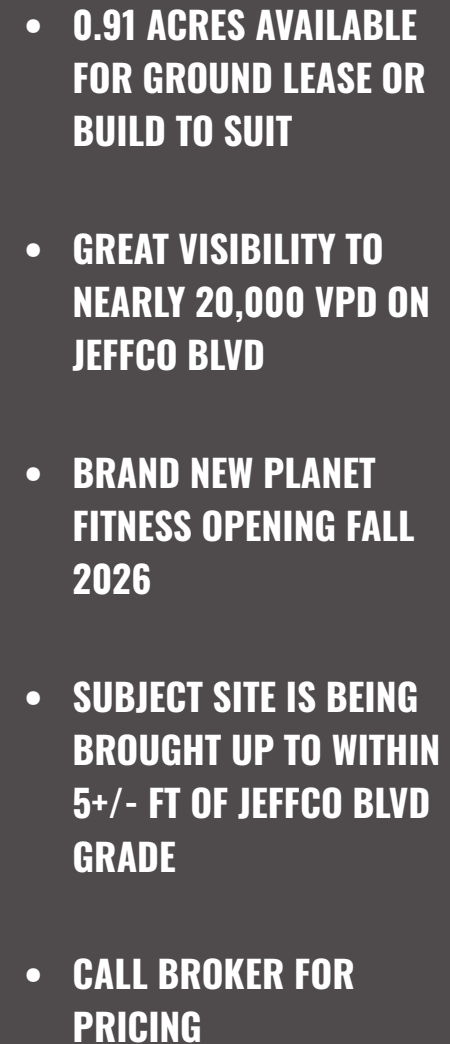 • 0.91 ACRES AVAILABLE
FOR GROUND LEASE OR
BUILD TO SUIT
• GREAT VISIBILITY TO
NEARLY 20,000 VPD ON
JEFFCO BLVD
• BRAND NEW PLANET
FITNESS OPENING FALL
2026
• SUBJECT SITE IS BEING
BROUGHT UP TO WITHIN
5+/- FT OF JEFFCO BLVD
GRADE
• CALL BROKER FOR
PRICING